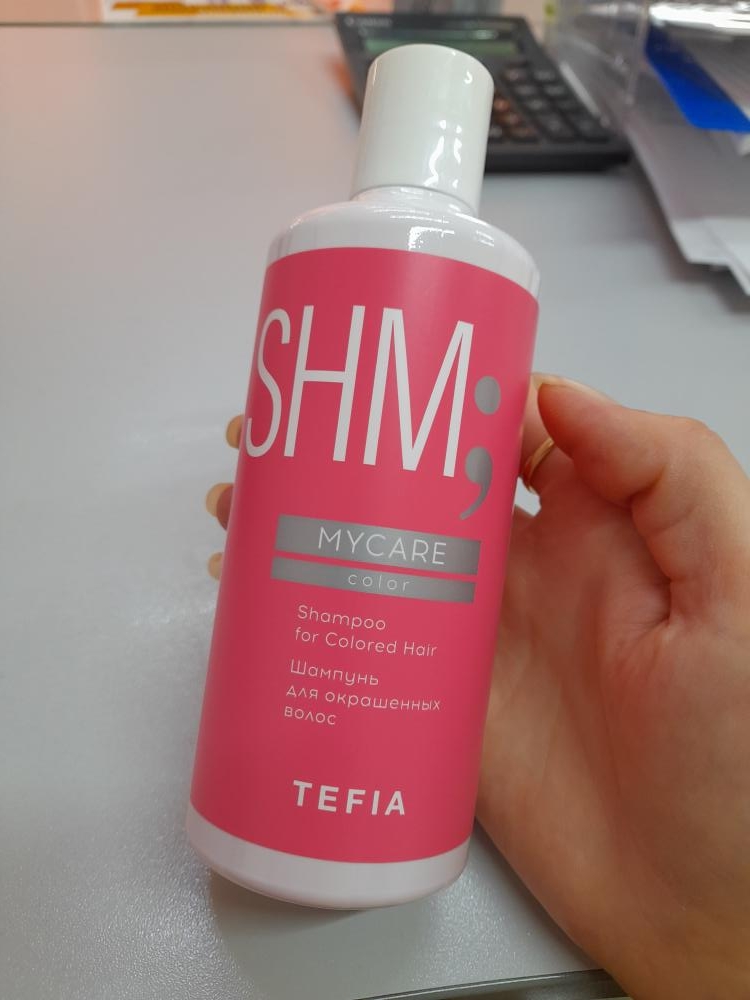 SHM;
MYCARE
color
Shampoo
for Colored Hair
Шампунь
для окрашенных
волос
TEFIA